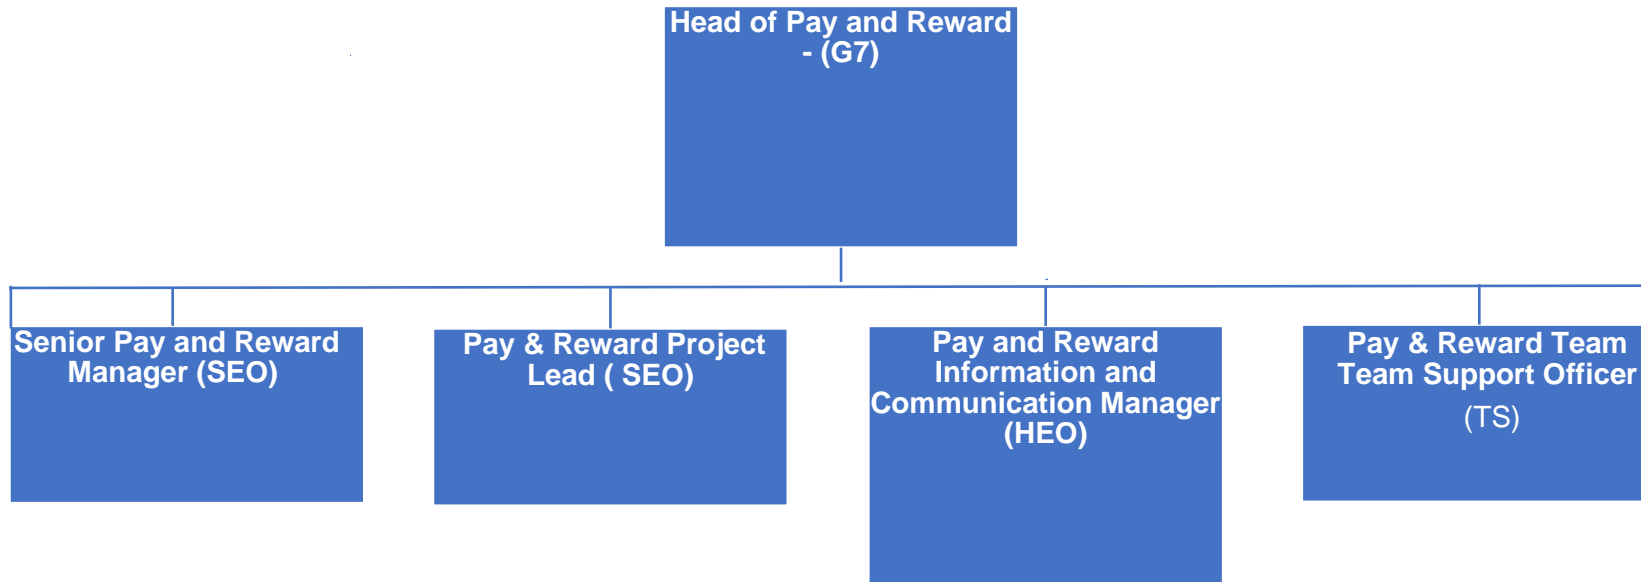 Head of Pay and Reward
- (G7)
Senior Pay and Reward
Manager (SEO)
Pay & Reward Project
Lead ( SEO)
Pay and Reward
Information and
Communication Manager
(HEO)
Pay & Reward Team
Team Support Officer
(TS)